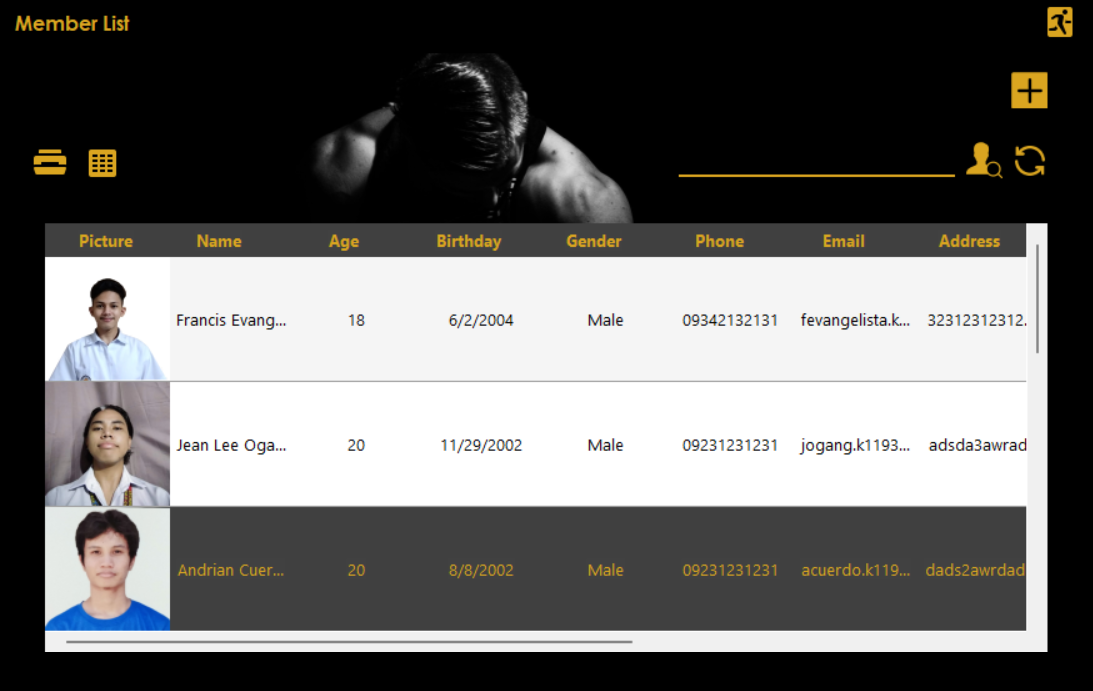 Member List
Picture Name Age Birthday Gender Phone Email Address
Francis Evang... 18 6/2/2004 Male 09342132131 fevangelista.k... 32312312312.
Jean Lee Oga... 20 11/29/2002 Male 09231231231 jogang.k1193... adsda3awrad
Andrian Cuer... 20 8/8/2002 Male 09231231231 acuerdo.k119... dads2awrdad